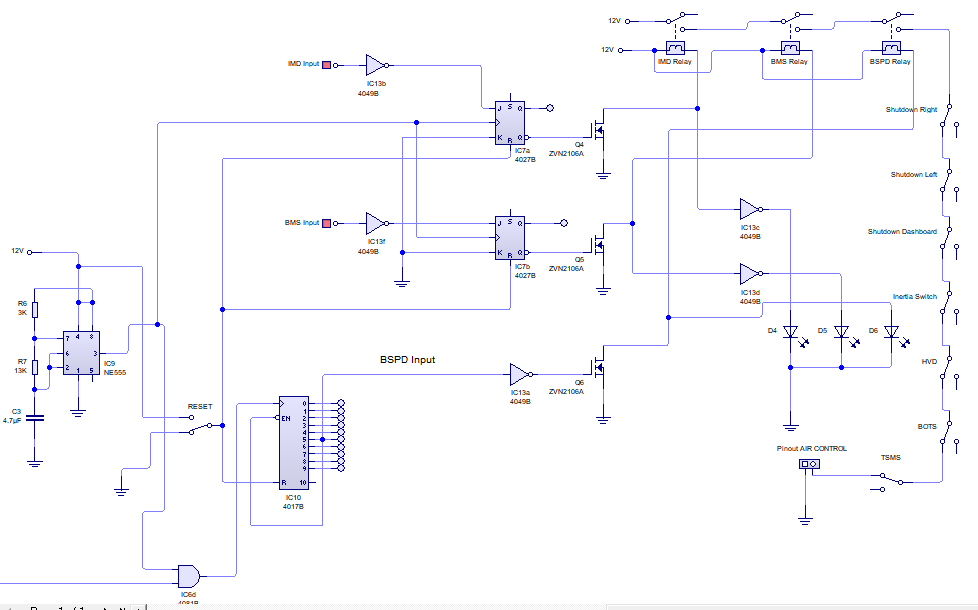 12V
12V
IMD Relay
BMS Relay
BSPD Relay
IMD Input
IC13b
4049B
J S Q
K R Q
IC7a
4027B
Q4
ZVN2106A
Shutdown Right
Shutdown Left
BMS Input
IC13f
4049B
J S Q
K R Q
IC7b
4027B
Q5
ZVN2106A
IC13c
4049B
Shutdown Dashboard
12V
IC13d
4049B
Inertia Switch
R6
3K
7 4 8
6 3
2 1 5
IC9
NE555
D4
D5
D6
R7
13K
BSPD Input
HVD
IC13a
4049B
Q6
ZVN2106A
C3
4.7µF
RESET
EN
0
1
2
3
4
5
6
7
8
9
R 10
IC10
4017B
BOTS
Pinout AIR CONTROL
TSMS
IC6d
4081B